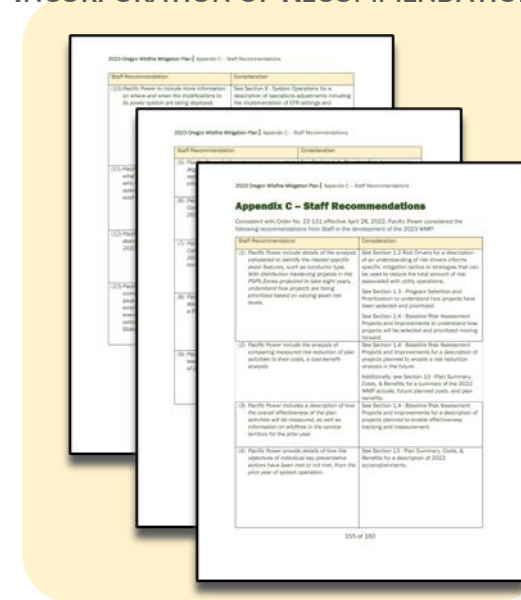 INCORPORATION OF RECOMMENDATION
2023 Oregon Wildfire Mitigation Plan | Appendix C – Staff Recommendations
Staff Recommendation Consideration
Pacific Power to include more information
on where and when the modifications to
its power system are being displayed.
See Section 6 - System Operations for a
description of operations adjustments including
the implementation of EFR settings and
2023 Oregon Wildfire Mitigation Plan | Appendix C – Staff Recommendations
Staff Recommendation Consideration
2023 Oregon Wildfire Mitigation Plan | Appendix C – Staff Recommendations
Appendix C – Staff Recommendations
Consistent with Order No. 22-131 effective April 28, 2022, Pacific Power considered the
following recommendations from Staff in the development of the 2023 WMP:
Staff Recommendation Consideration
(1) Pacific Power include details of the analysis
completed to identify the riskiest specific
asset features, such as conductor type.
With distribution hardening projects in the
PSPS Zones projected to take eight years,
understand how projects are being
prioritized based on varying asset risk
levels.
See Section 1.2 Risk Drivers for a description
of an understanding of risk drivers informs
specific mitigation tactics or strategies that can
be used to reduce the total amount of risk
associated with utility operations.
See Section 1.3 - Program Selection and
Prioritization to understand how projects have
been selected and prioritized
See Section 1.4 - Baseline Risk Assessment
Projects and Improvements to understand how
projects will be selected and prioritized moving
forward.
(2) Pacific Power include the analysis of
comparing measured risk reduction of plan
activities to their costs, a cost-benefit
analysis.
See Section 1.4 - Baseline Risk Assessment
Projects and Improvements for a description of
projects planned to enable a risk reduction
analysis in the future.
Additionally, see Section 13 - Plan Summary,
Costs, & Benefits for a summary of the 2022
WMP actuals, future planned costs, and plan
benefits.
(3) Pacific Power includes a description of how
the overall effectiveness of the plan
activities will be measured, as well as
information on wildfires in the service
territory for the prior year.
See Section 1.4 - Baseline Risk Assessment
Projects and Improvements for a description of
projects planned to enable effectiveness
tracking and measurement.
(4) Pacific Power provide details of how the
objectives of individual key preventative
actions have been met or not met, from the
prior year of system operation.
See Section 13 - Plan Summary, Costs, &
Benefits for a description of 2022
accomplishments.
155 of 160